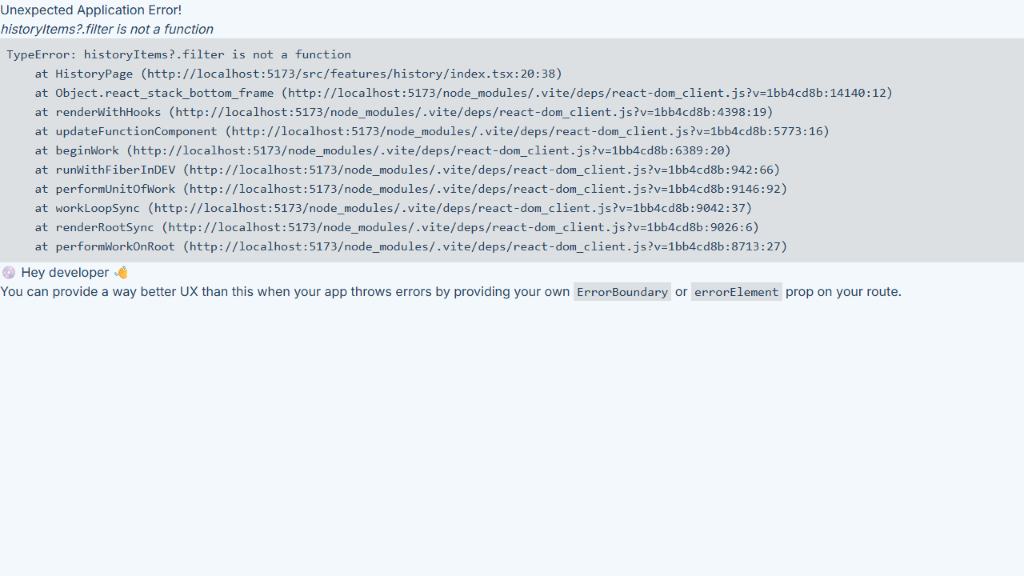 Unexpected Application Error!
historyItems?.filter is not a function
TypeError: historyItems?.filter is not a function
at HistoryPage (http://localhost:5173/src/features/history/index.tsx:20:38)
at Object.react_stack_bottom_frame (http://localhost:5173/node_modules/.vite/deps/react-dom_client.js?v=1bb4cd8b:14140:12)
at renderWithHooks (http://localhost:5173/node_modules/.vite/deps/react-dom_client.js?v=1bb4cd8b:4398:19)
at updateFunctionComponent (http://localhost:5173/node_modules/.vite/deps/react-dom_client.js?v=1bb4cd8b:5773:16)
at beginWork (http://localhost:5173/node_modules/.vite/deps/react-dom_client.js?v=1bb4cd8b:6389:20)
at runWithFiberInDEV (http://localhost:5173/node_modules/.vite/deps/react-dom_client.js?v=1bb4cd8b:942:66)
at performUnitOfWork (http://localhost:5173/node_modules/.vite/deps/react-dom_client.js?v=1bb4cd8b:9146:92)
at workLoopSync (http://localhost:5173/node_modules/.vite/deps/react-dom_client.js?v=1bb4cd8b:9042:37)
at renderRootSync (http://localhost:5173/node_modules/.vite/deps/react-dom_client.js?v=1bb4cd8b:9026:6)
at performWorkOnRoot (http://localhost:5173/node_modules/.vite/deps/react-dom_client.js?v=1bb4cd8b:8713:27)
💿 Hey developer 👋
You can provide a way better UX than this when your app throws errors by providing your own ErrorBoundary or errorElement prop on your route.